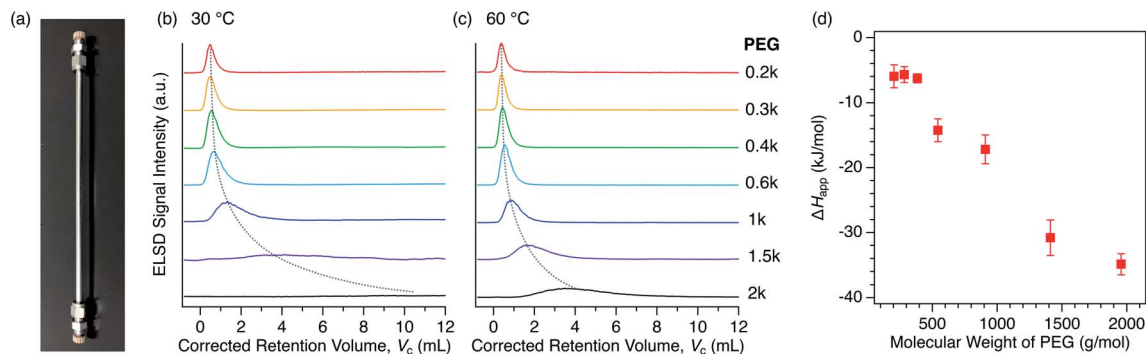 (a)
(b)
30 °C
(c)
60 °C
PEG
(d)
ELSD Signal Intensity (a.u.)
0.2k
0.3k
0.4k
0.6k
1k
1.5k
2k
0 2 4 6 8 10 12
Corrected Retention Volume, Vc (mL)
0 2 4 6 8 10 12
Corrected Retention Volume, Vc (mL)
ΔHapp (kJ/mol)
0
-10
-20
-30
-40
500 1000 1500 2000
Molecular Weight of PEG (g/mol)